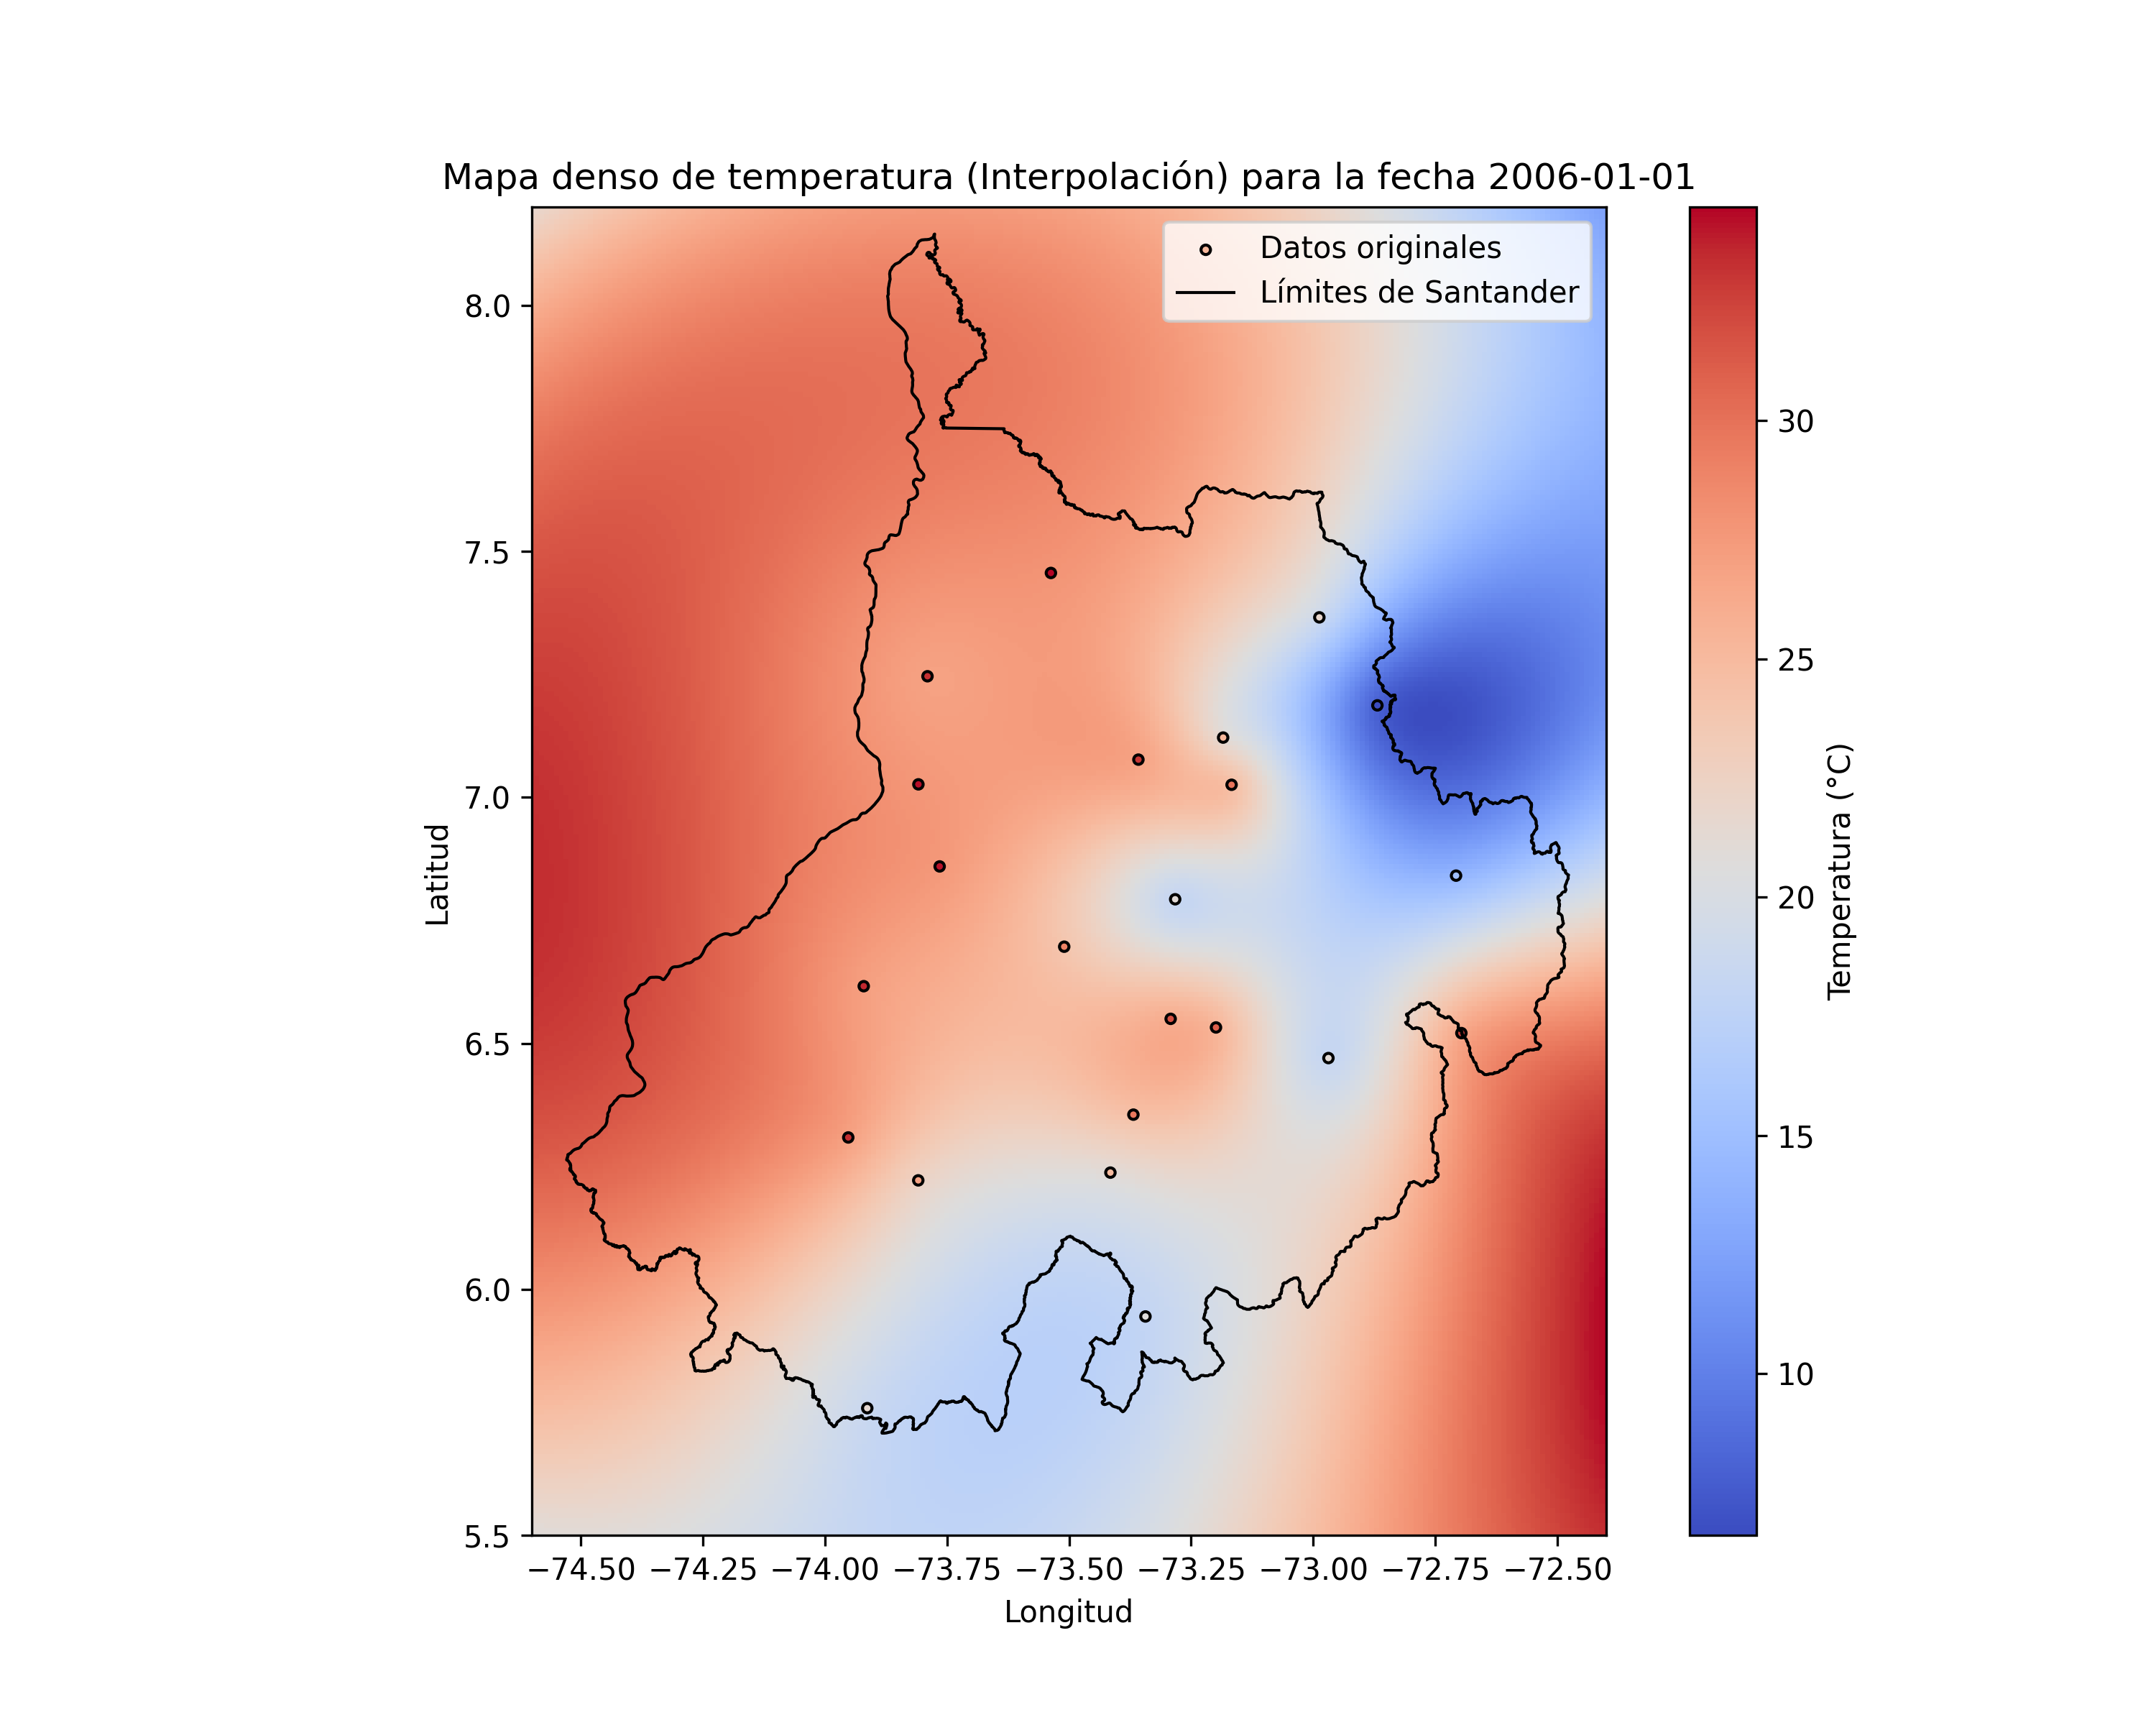 Mapa denso de temperatura (Interpolación) para la fecha 2006-01-01
Datos originales
Límites de Santander
8.0
7.5
7.0
6.5
6.0
5.5
Latitud
−74.50 −74.25 −74.00 −73.75 −73.50 −73.25 −73.00 −72.75 −72.50
Longitud
30
25
20
15
10
Temperatura (°C)